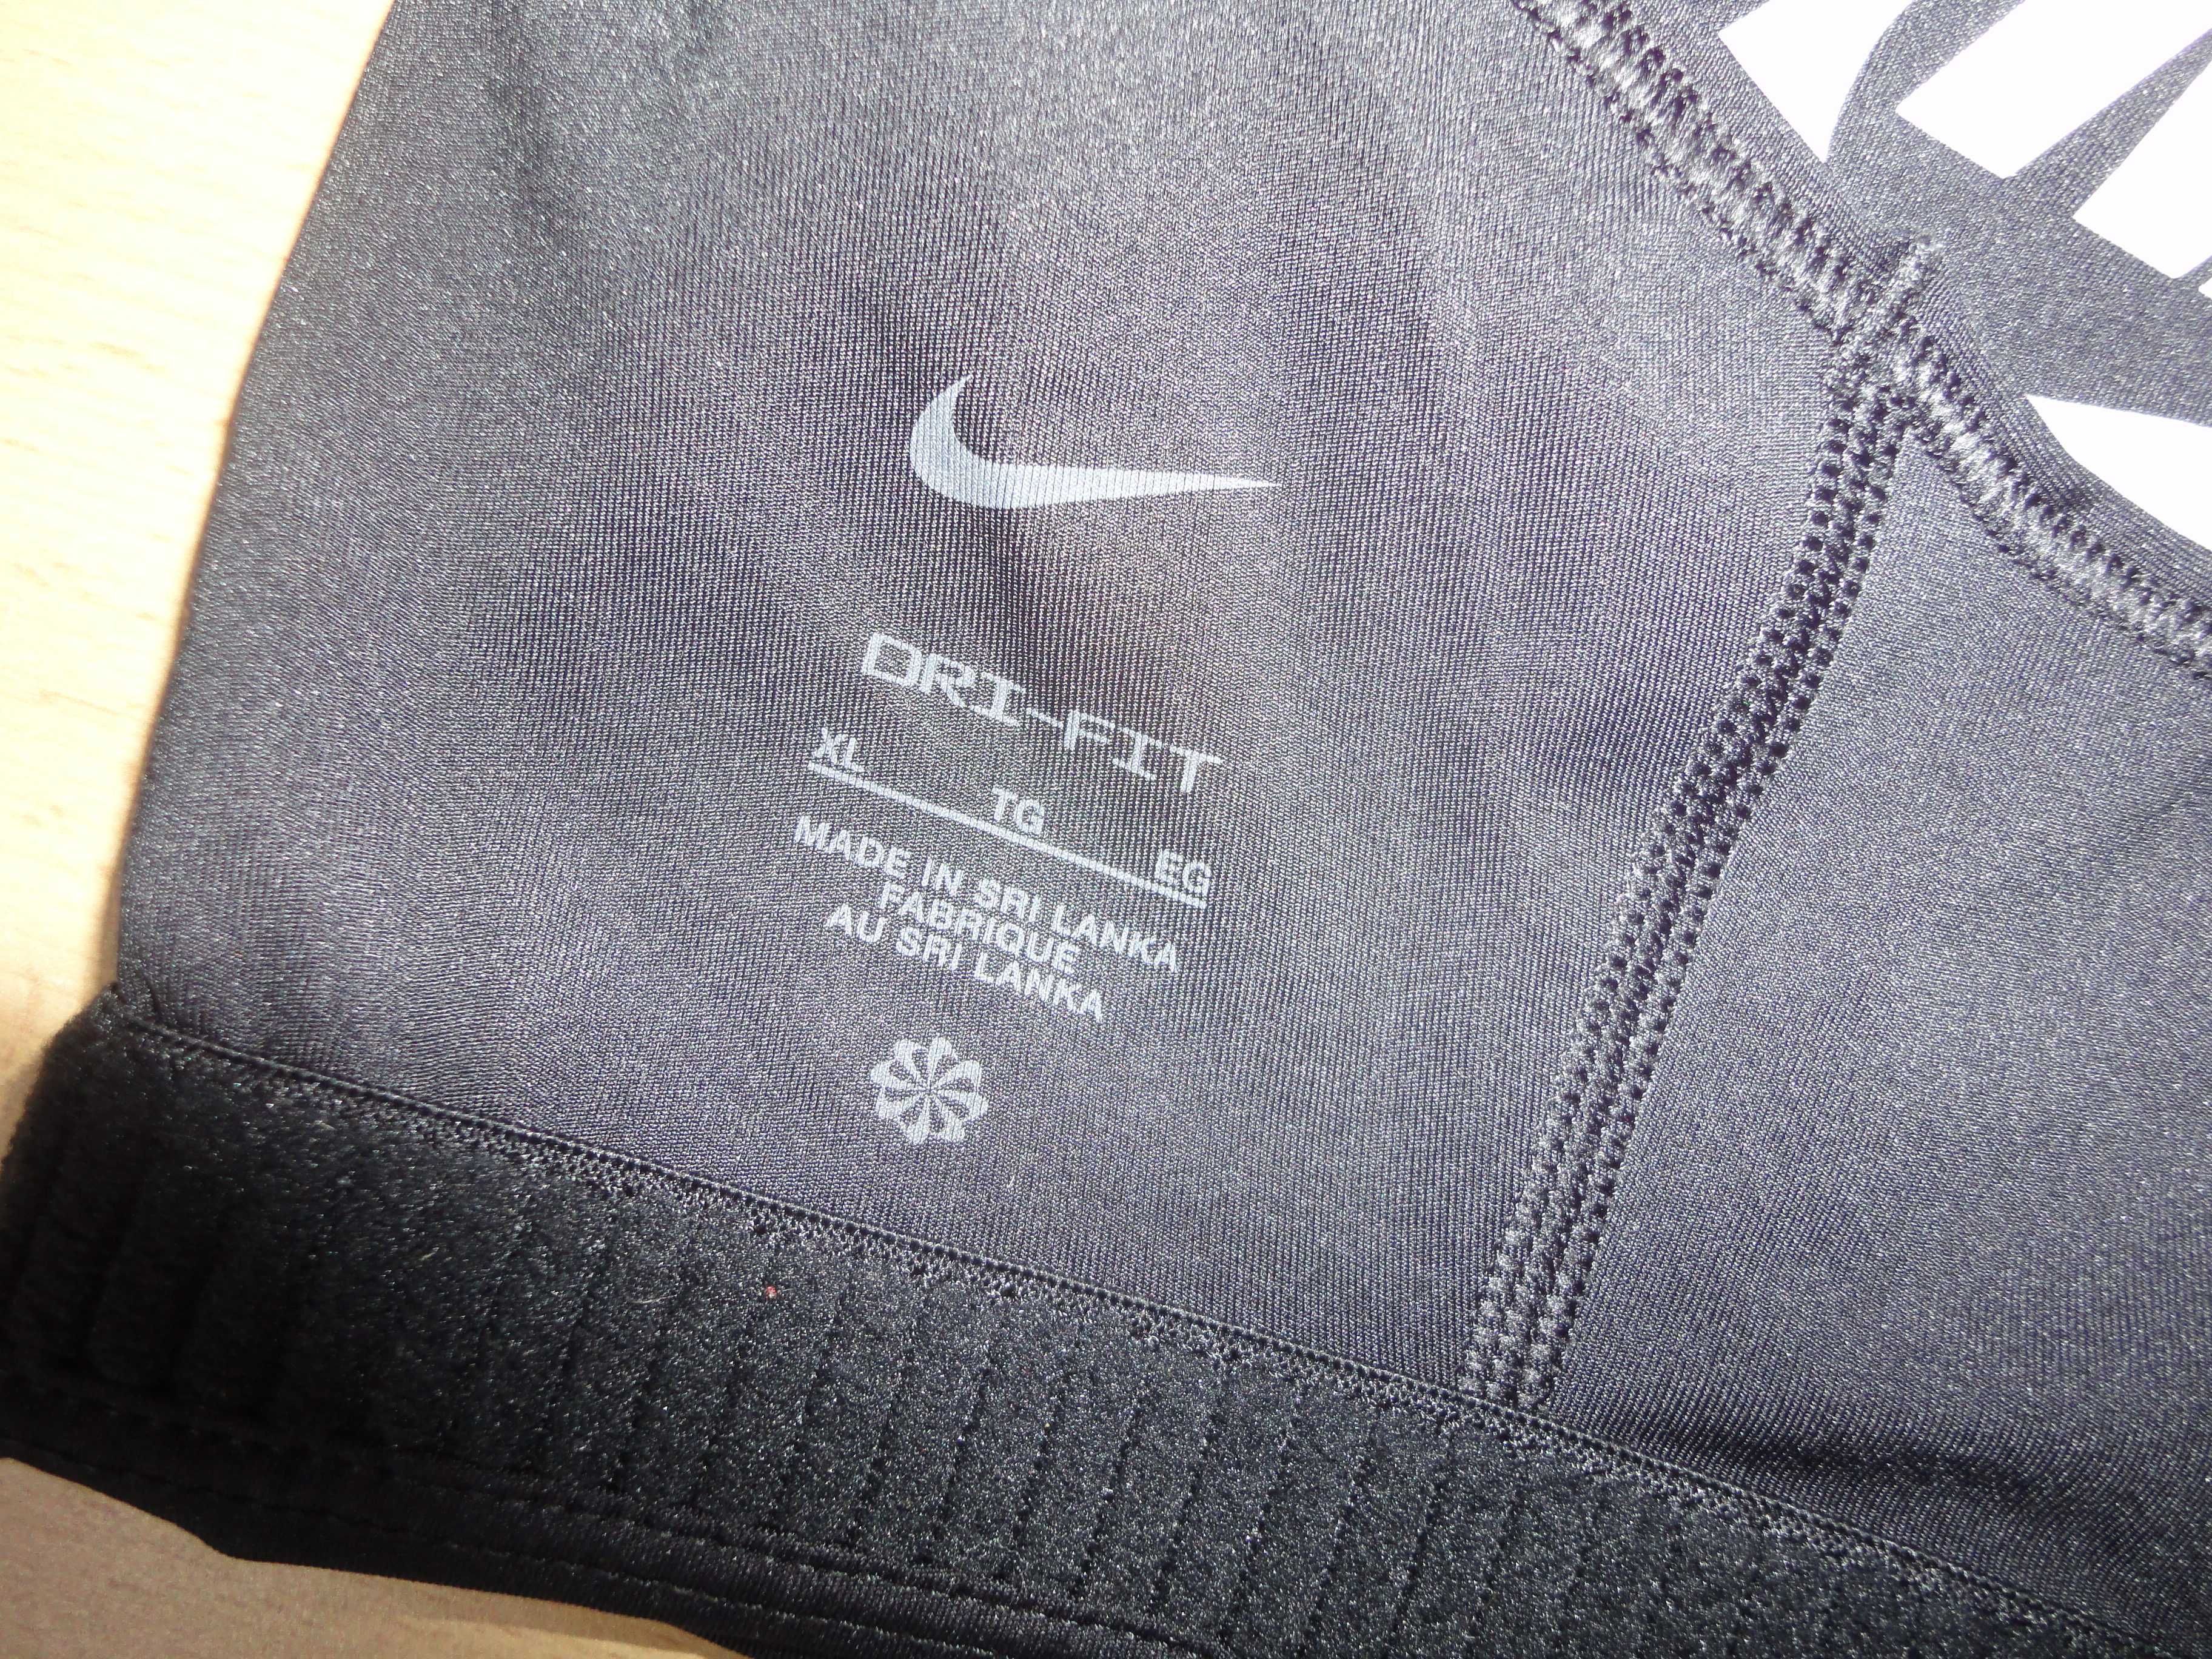 DRI-FIT
XL TG EG
MADE IN SRI LANKA
FABRIQUE
AU SRI LANKA